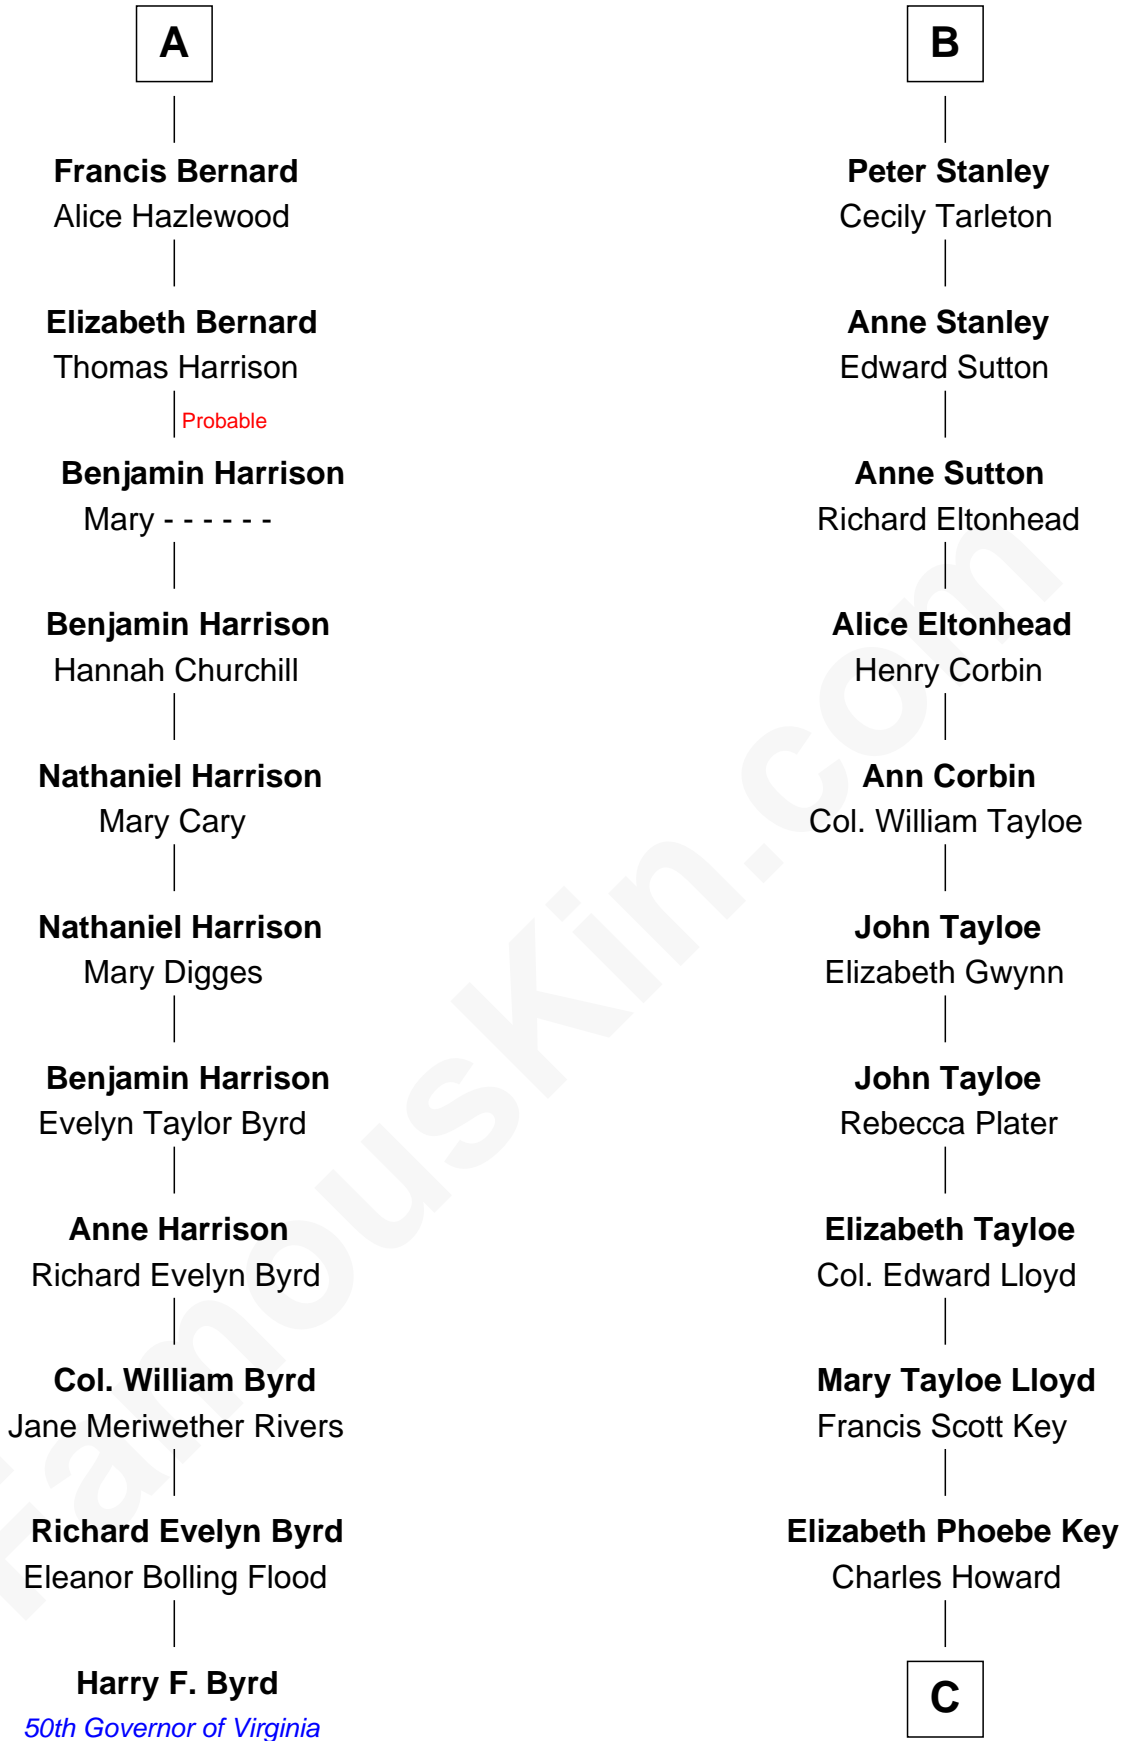 A
Francis Bernard
Alice Hazlewood
Elizabeth Bernard
Thomas Harrison
Probable
Benjamin Harrison
Mary - - - - - -
Benjamin Harrison
Hannah Churchill
Nathaniel Harrison
Mary Cary
Nathaniel Harrison
Mary Digges
Benjamin Harrison
Evelyn Taylor Byrd
Anne Harrison
Richard Evelyn Byrd
Col. William Byrd
Jane Meriwether Rivers
Richard Evelyn Byrd
Eleanor Bolling Flood
Harry F. Byrd
50th Governor of Virginia
B
Peter Stanley
Cecily Tarleton
Anne Stanley
Edward Sutton
Anne Sutton
Richard Eltonhead
Alice Eltonhead
Henry Corbin
Ann Corbin
Col. William Tayloe
John Tayloe
Elizabeth Gwynn
John Tayloe
Rebecca Plater
Elizabeth Tayloe
Col. Edward Lloyd
Mary Tayloe Lloyd
Francis Scott Key
Elizabeth Phoebe Key
Charles Howard
C
FamousKin.com